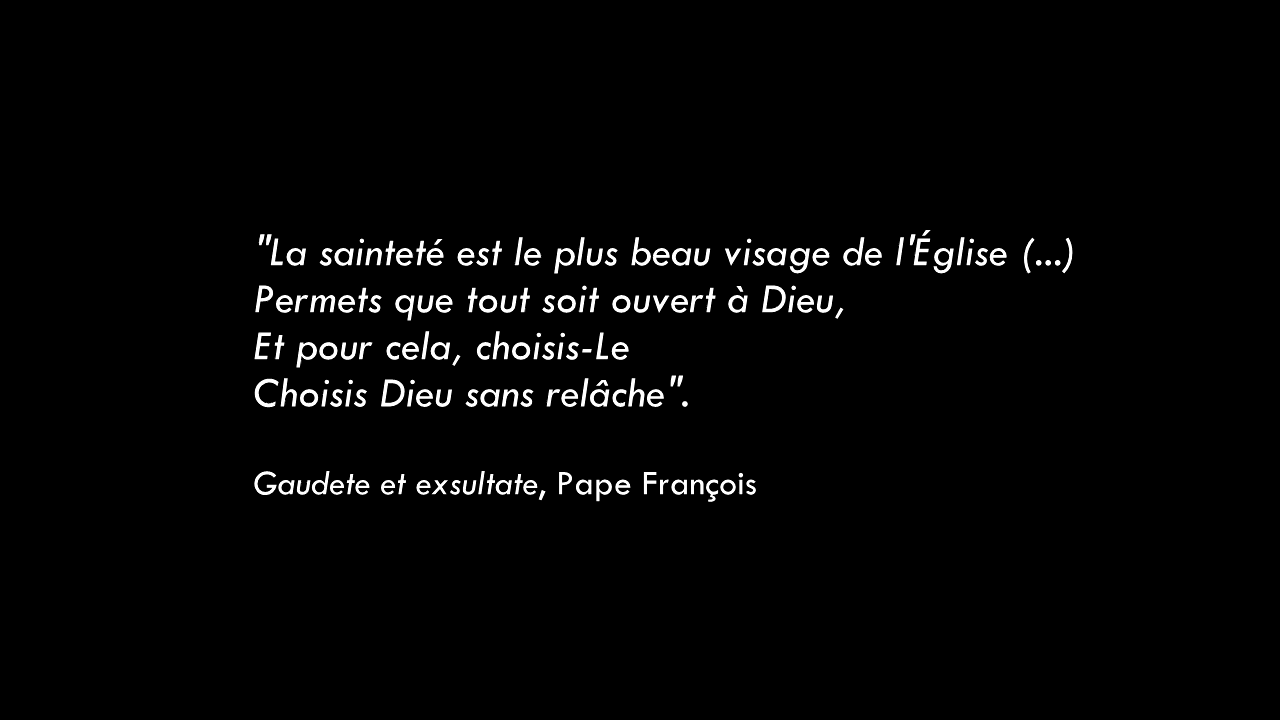 "La sainteté est le plus beau visage de l'Église (...)
Permets que tout soit ouvert à Dieu,
Et pour cela, choisis-Le
Choisis Dieu sans relâche".
Gaudete et exsultate, Pape François